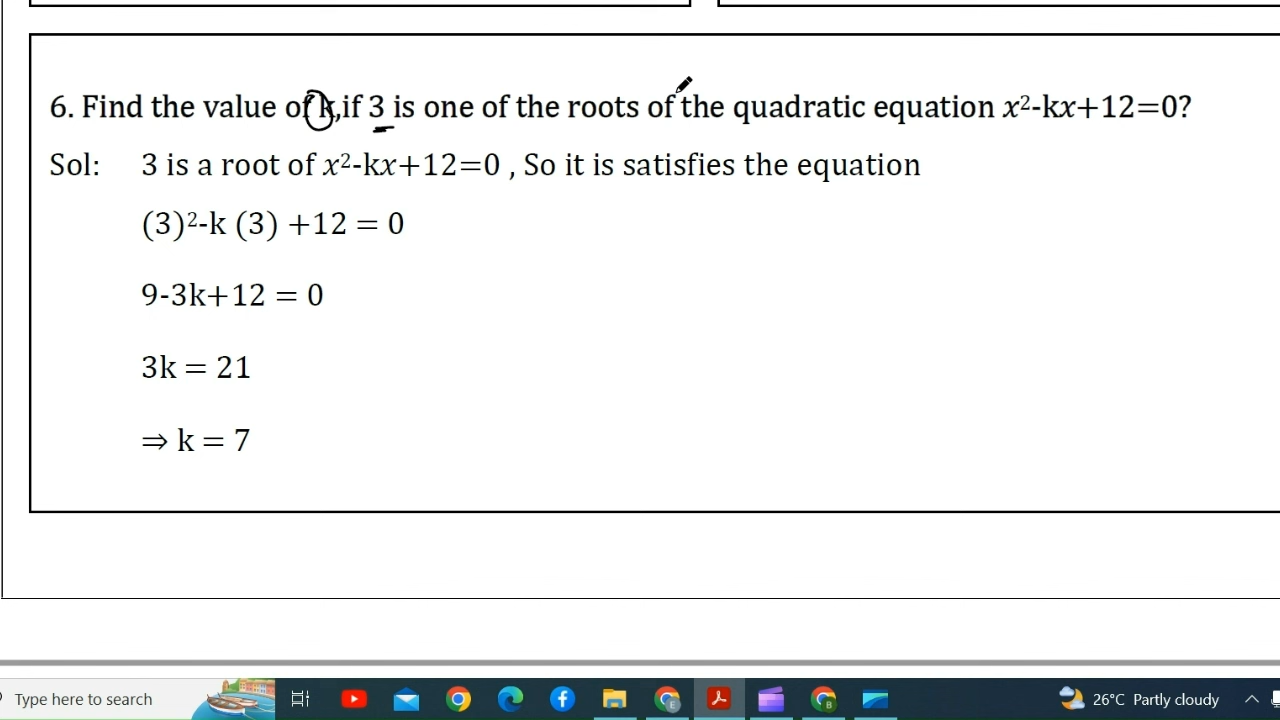 6. Find the value of k,if 3 is one of the roots of the quadratic equation x²-kx+12=0?
Sol: 3 is a root of x²-kx+12=0 , So it is satisfies the equation
(3)²-k (3) +12 = 0
9-3k+12 = 0
3k = 21
⇒ k = 7
Type here to search
26°C Partly cloudy